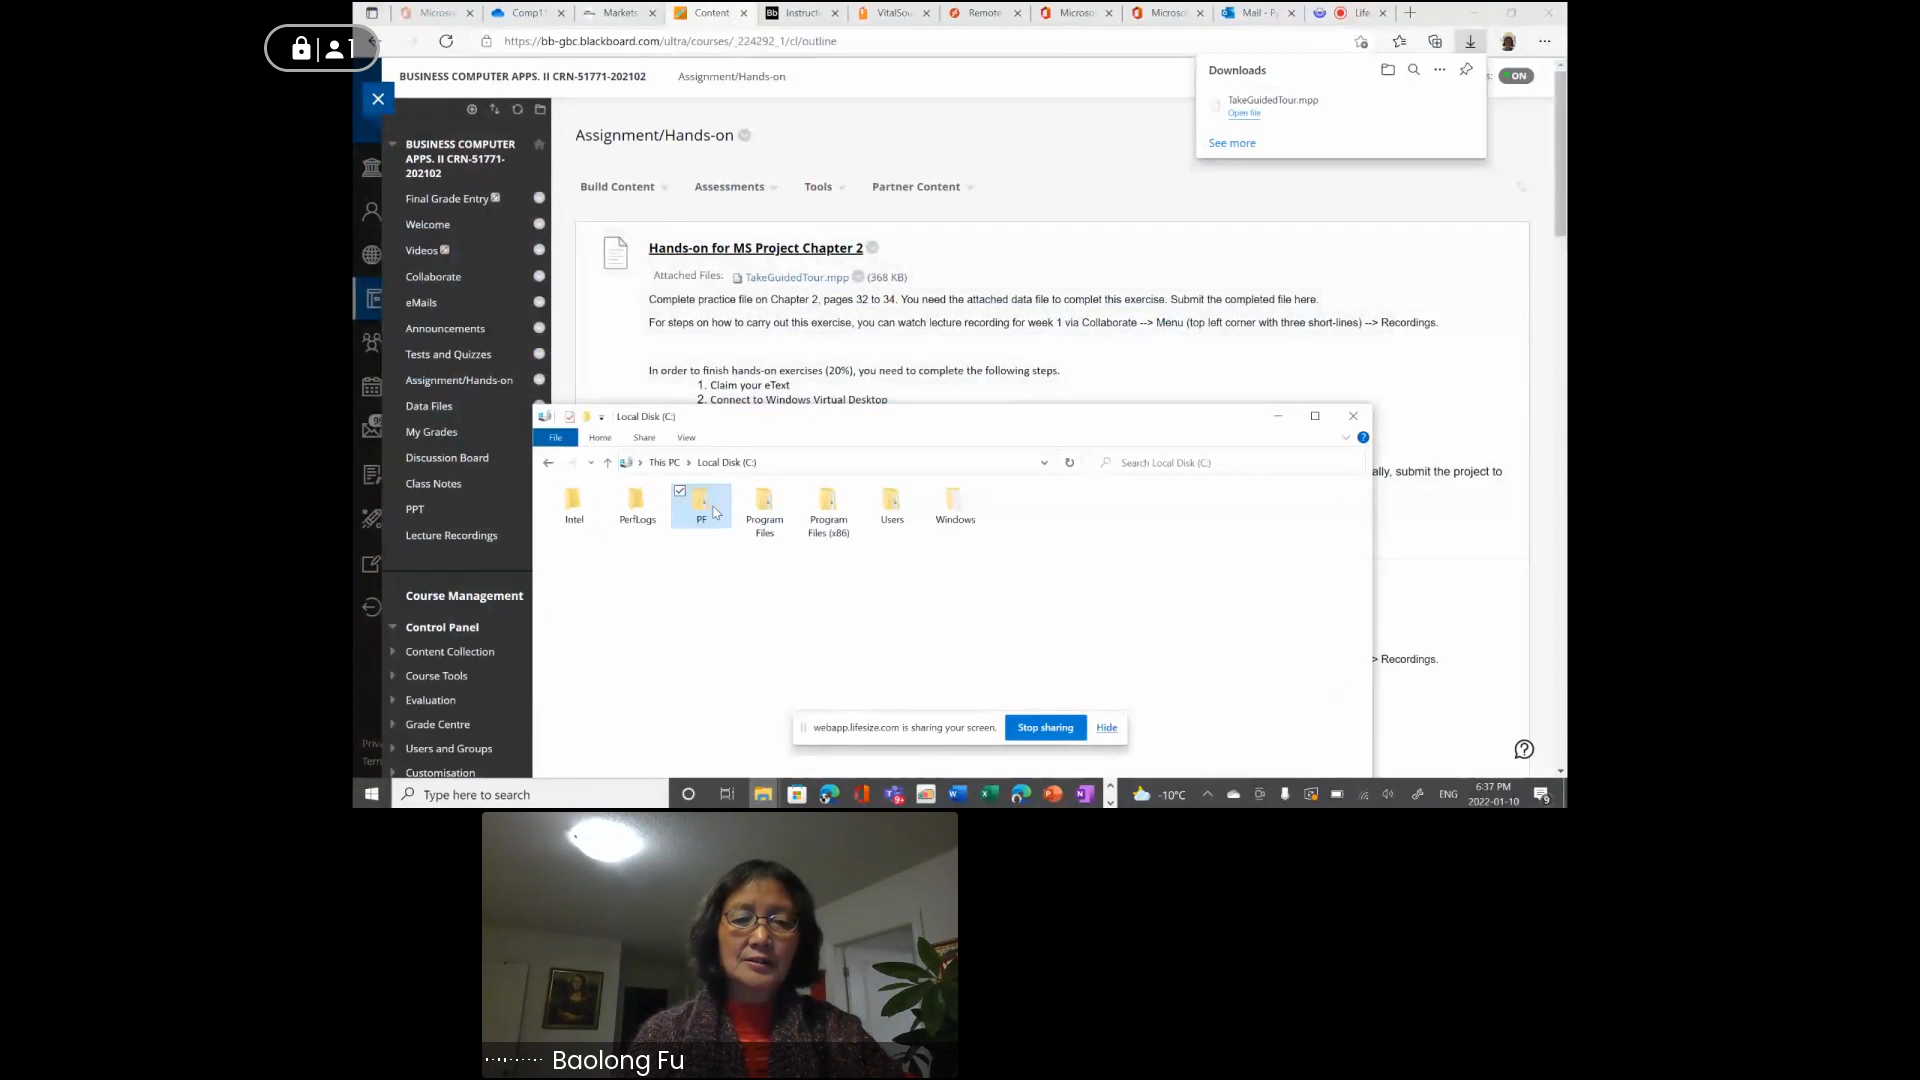 Microso
Comp1
Markets
Content
Instructi
VitalSou
Remote
Microso
Microso
Mail - P
Life
1
https://bb-gbc.blackboard.com/ultra/courses/_224292_1/cl/outline
BUSINESS COMPUTER APPS. II CRN-51771-202102
Assignment/Hands-on
Downloads
TakeGuidedTour.mpp
Open file
See more
s:
ON
BUSINESS COMPUTER
APPS. II CRN-51771-
202102
Final Grade Entry
Welcome
Videos
Collaborate
eMails
Announcements
Tests and Quizzes
Assignment/Hands-on
Data Files
My Grades
Discussion Board
Class Notes
PPT
Lecture Recordings
Course Management
Control Panel
Content Collection
Course Tools
Evaluation
Grade Centre
Users and Groups
Customisation
Priva
Term
Assignment/Hands-on
Build Content
Assessments
Tools
Partner Content
Hands-on for MS Project Chapter 2
Attached Files: TakeGuidedTour.mpp (368 KB)
Complete practice file on Chapter 2, pages 32 to 34. You need the attached data file to complet this exercise. Submit the completed file here.
For steps on how to carry out this exercise, you can watch lecture recording for week 1 via Collaborate --> Menu (top left corner with three short-lines) --> Recordings.
In order to finish hands-on exercises (20%), you need to complete the following steps.
1. Claim your eText
2. Connect to Windows Virtual Desktop
ally, submit the project to
> Recordings.
Local Disk (C:)
File
Home
Share
View
This PC
Local Disk (C:)
Search Local Disk (C:)
Intel
PerfLogs
PF
Program
Files
Program
Files (x86)
Users
Windows
webapp.lifesize.com is sharing your screen.
Stop sharing
Hide
Type here to search
9+
-10°C
ENG
6:37 PM
2022-01-10
9
Baolong Fu